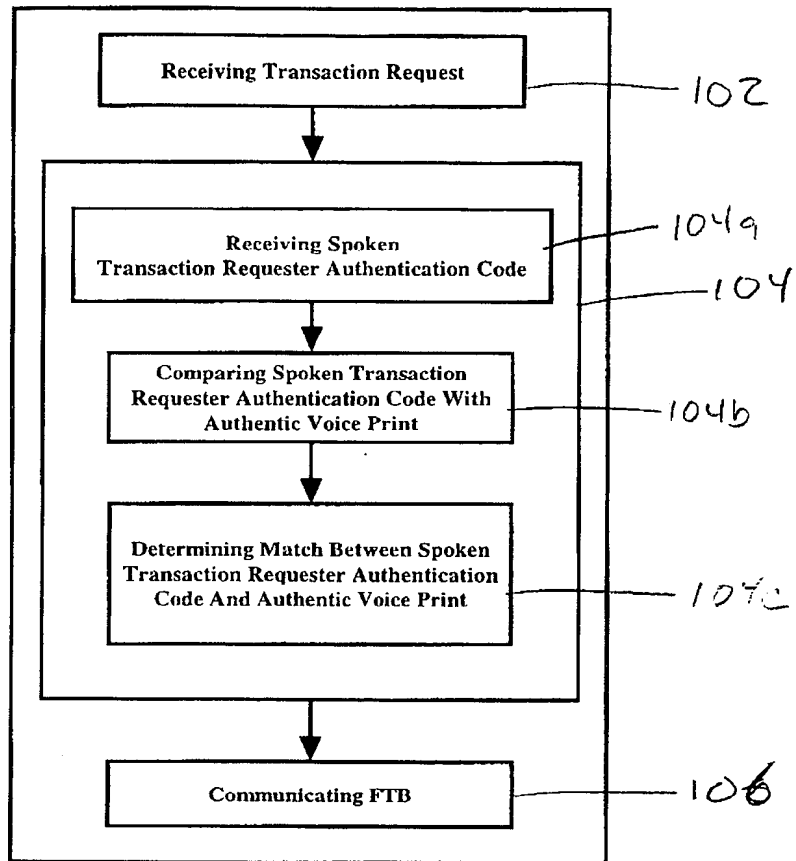 Receiving Transaction Request
102
Receiving Spoken
Transaction Requester Authentication Code
104a
104
Comparing Spoken Transaction
Requester Authentication Code With
Authentic Voice Print
104b
Determining Match Between Spoken
Transaction Requester Authentication
Code And Authentic Voice Print
104c
Communicating FTB
106